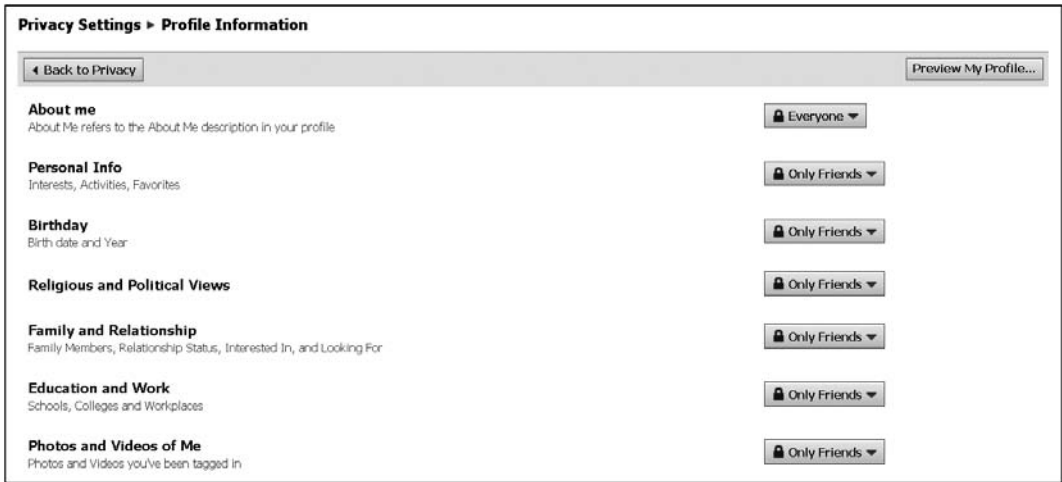 Privacy Settings ▸ Profile Information
Back to Privacy
Preview My Profile...
About me
About Me refers to the About Me description in your profile
Everyone
Personal Info
Interests, Activities, Favorites
Only Friends
Birthday
Birth date and Year
Only Friends
Religious and Political Views
Only Friends
Family and Relationship
Family Members, Relationship Status, Interested In, and Looking For
Only Friends
Education and Work
Schools, Colleges and Workplaces
Only Friends
Photos and Videos of Me
Photos and Videos you've been tagged in
Only Friends